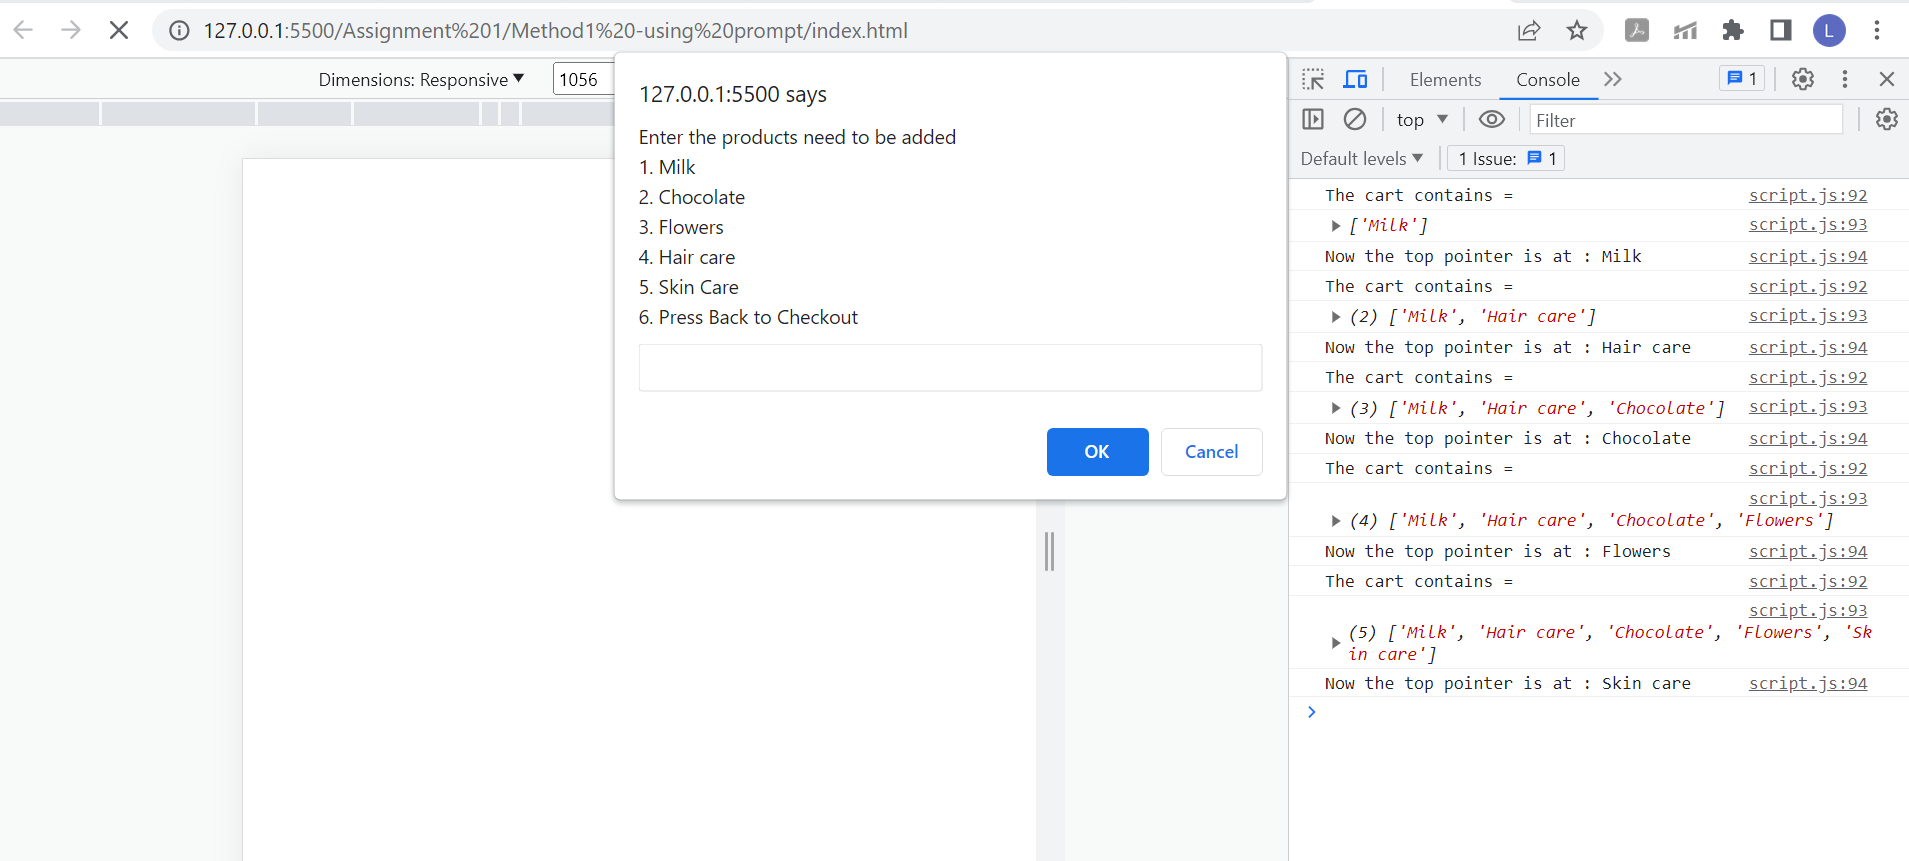 127.0.0.1:5500/Assignment%201/Method1%20-using%20prompt/index.html
L
Dimensions: Responsive
1056
127.0.0.1:5500 says
Enter the products need to be added
1. Milk
2. Chocolate
3. Flowers
4. Hair care
5. Skin Care
6. Press Back to Checkout
OK
Cancel
Elements
Console
1
top
Filter
Default levels
1 Issue:
1
The cart contains = script.js:92
['Milk'] script.js:93
Now the top pointer is at : Milk script.js:94
The cart contains = script.js:92
(2) ['Milk', 'Hair care'] script.js:93
Now the top pointer is at : Hair care script.js:94
The cart contains = script.js:92
(3) ['Milk', 'Hair care', 'Chocolate'] script.js:93
Now the top pointer is at : Chocolate script.js:94
The cart contains = script.js:92
script.js:93
(4) ['Milk', 'Hair care', 'Chocolate', 'Flowers']
Now the top pointer is at : Flowers script.js:94
The cart contains = script.js:92
script.js:93
(5) ['Milk', 'Hair care', 'Chocolate', 'Flowers', 'Sk
in care']
Now the top pointer is at : Skin care script.js:94